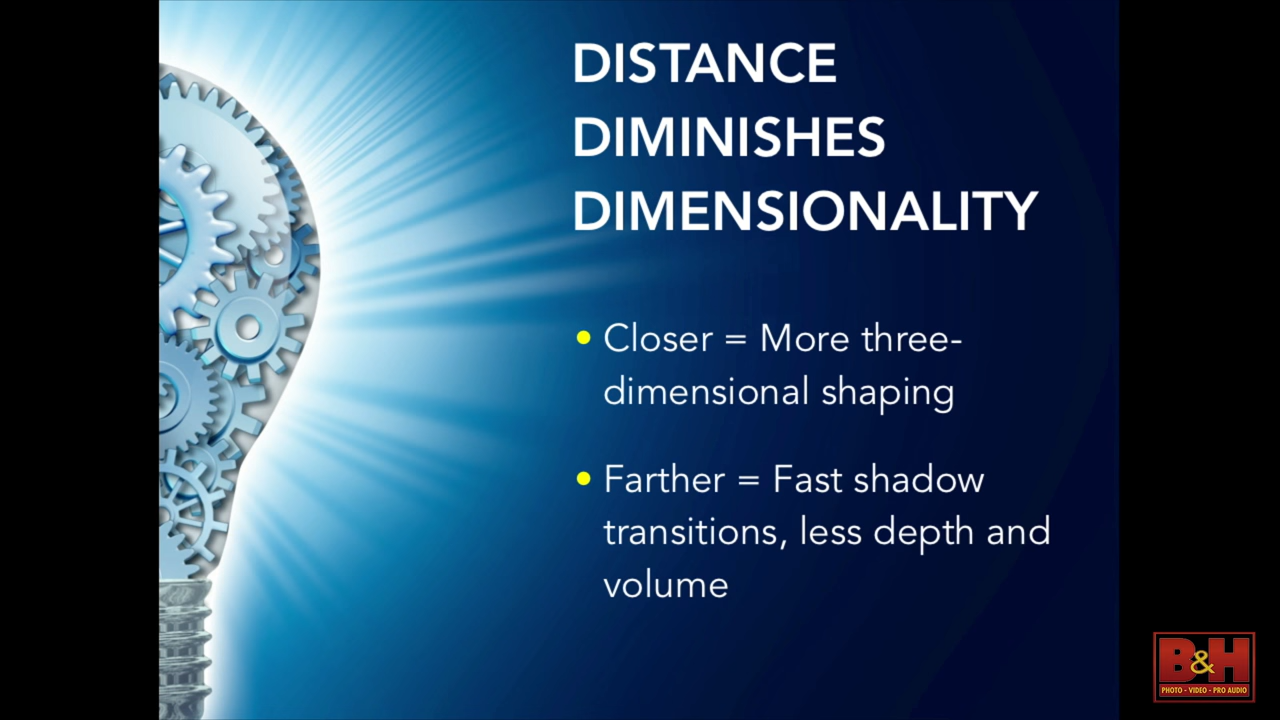 DISTANCE
DIMINISHES
DIMENSIONALITY
• Closer = More three-
dimensional shaping
• Farther = Fast shadow
transitions, less depth and
volume
B&H
PHOTO - VIDEO - PRO AUDIO